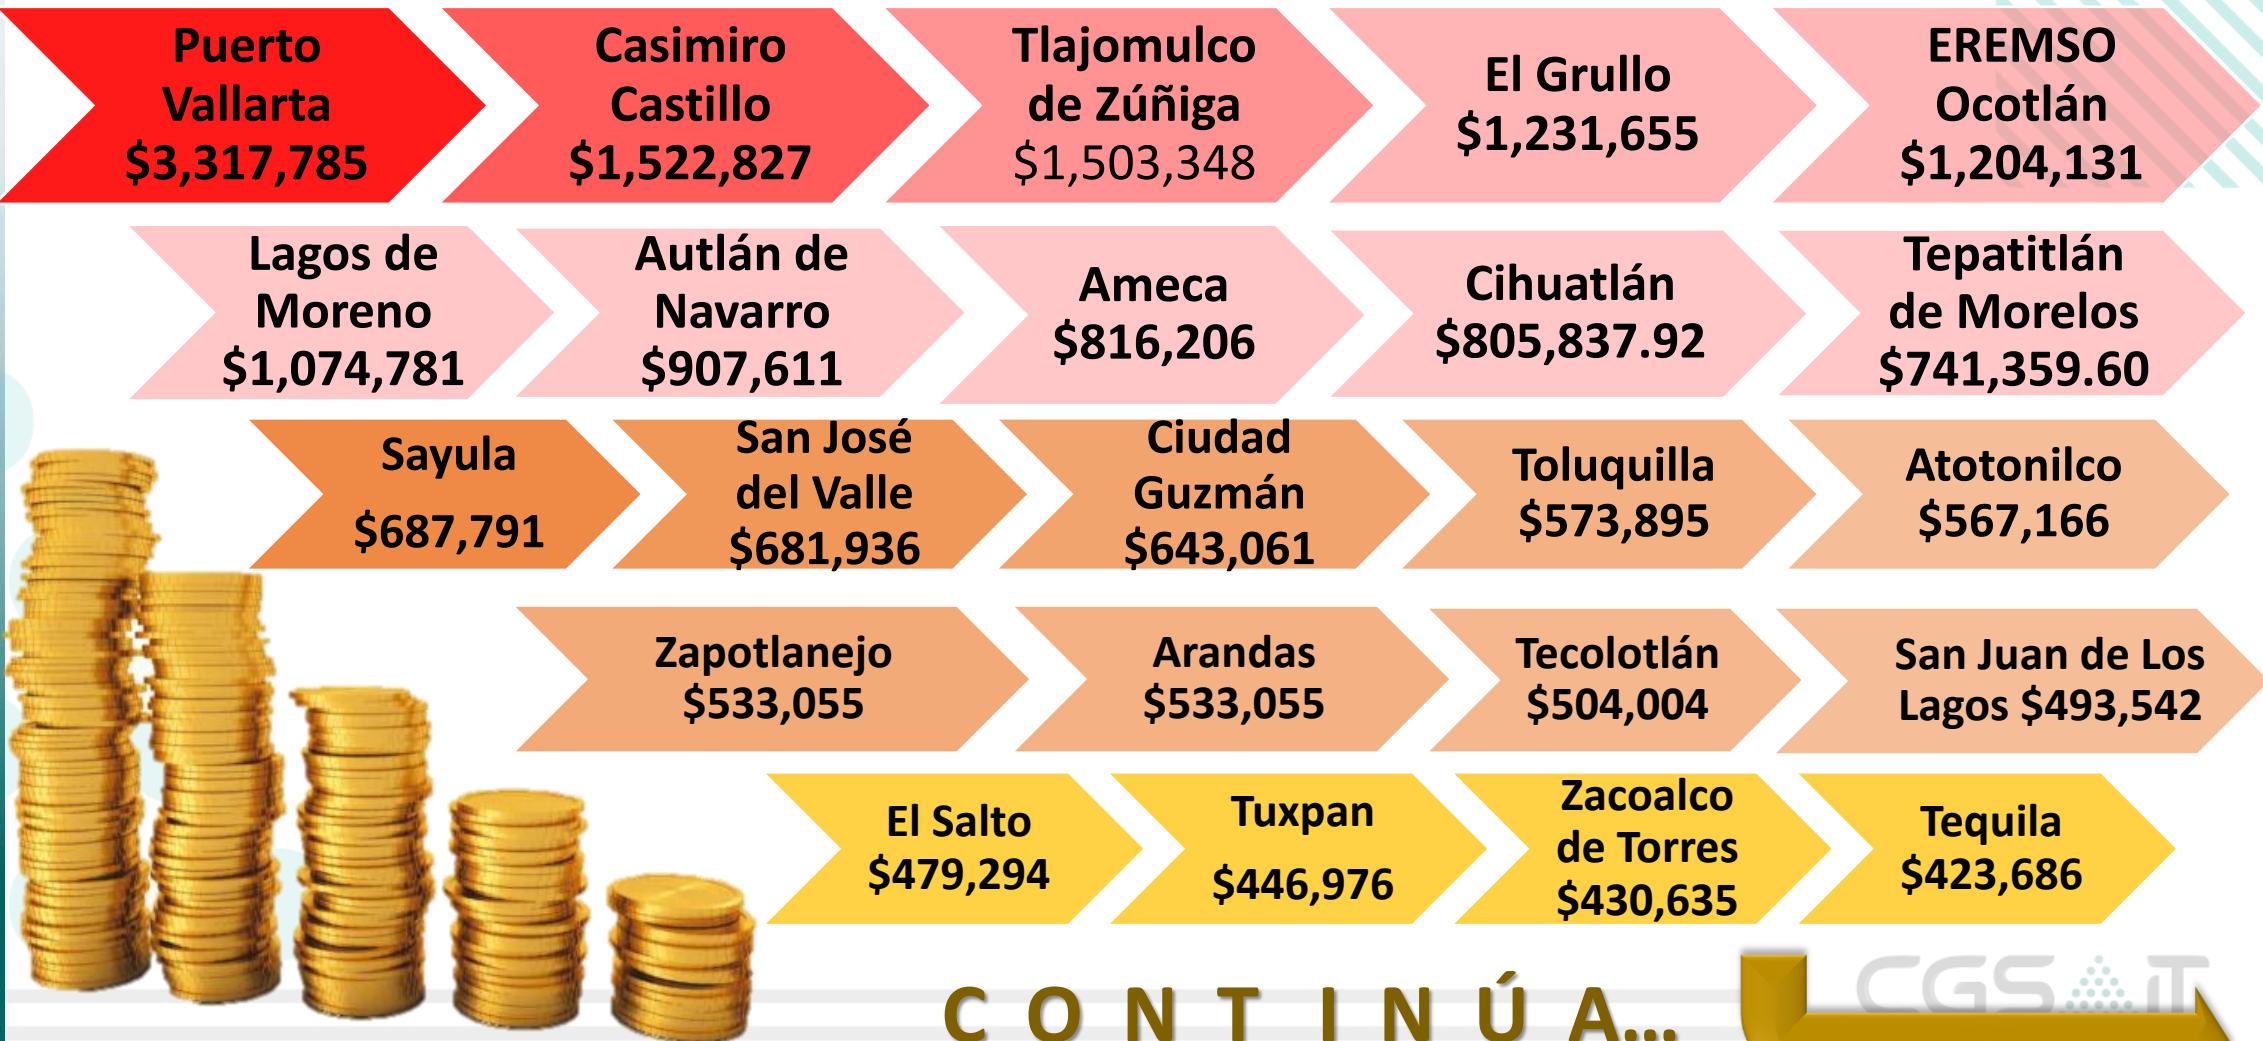 Puerto
Vallarta
$3,317,785
Casimiro
Castillo
$1,522,827
Tlajomulco
de Zúñiga
$1,503,348
El Grullo
$1,231,655
EREMSO
Ocotlán
$1,204,131
Lagos de
Moreno
$1,074,781
Autlán de
Navarro
$907,611
Ameca
$816,206
Cihuatlán
$805,837.92
Tepatitlán
de Morelos
$741,359.60
Sayula
$687,791
San José
del Valle
$681,936
Ciudad
Guzmán
$643,061
Toluquilla
$573,895
Atotonilco
$567,166
Zapotlanejo
$533,055
Arandas
$533,055
Tecolotlán
$504,004
San Juan de Los
Lagos $493,542
El Salto
$479,294
Tuxpan
$446,976
Zacoalco
de Torres
$430,635
Tequila
$423,686
C O N T I N Ú A...
CGSAIT